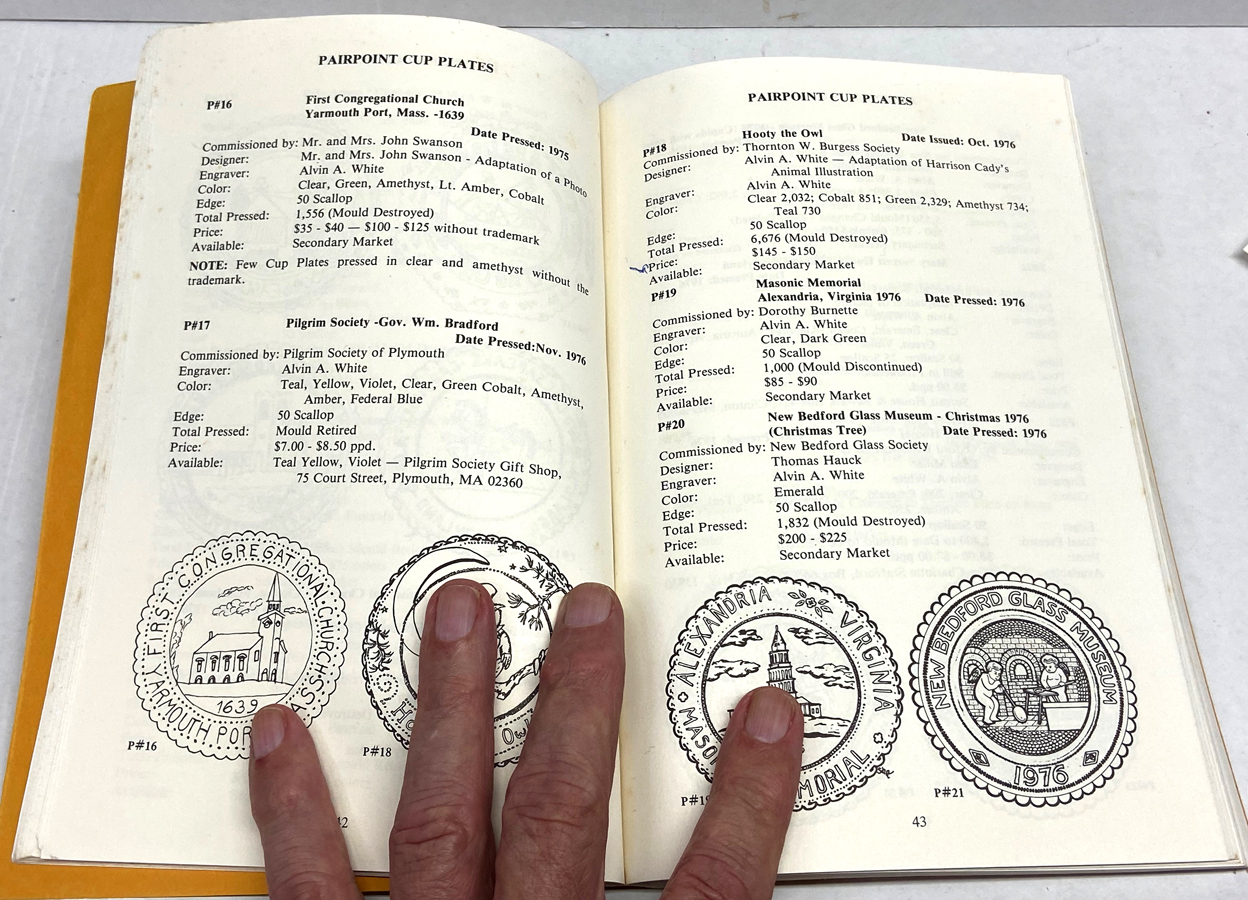 PAIRPOINT CUP PLATES
P#16 First Congregational Church
Yarmouth Port, Mass. -1639
Date Pressed: 1975
Commissioned by: Mr. and Mrs. John Swanson
Designer: Mr. and Mrs. John Swanson - Adaptation of a Photo
Engraver: Alvin A. White
Color: Clear, Green, Amethyst, Lt. Amber, Cobalt
Edge: 50 Scallop
Total Pressed: 1,556 (Mould Destroyed)
Price: $35 - $40 — $100 - $125 without trademark
Available: Secondary Market
NOTE: Few Cup Plates pressed in clear and amethyst without the
trademark.
P#17 Pilgrim Society -Gov. Wm. Bradford
Date Pressed:Nov. 1976
Commissioned by: Pilgrim Society of Plymouth
Engraver: Alvin A. White
Color: Teal, Yellow, Violet, Clear, Green Cobalt, Amethyst,
Amber, Federal Blue
Edge: 50 Scallop
Total Pressed: Mould Retired
Price: $7.00 - $8.50 ppd.
Available: Teal Yellow, Violet — Pilgrim Society Gift Shop,
75 Court Street, Plymouth, MA 02360
FIRST CONGREGATIONAL CHURCH
YARMOUTH POR
1639
P#16
Owl
P#18
42
PAIRPOINT CUP PLATES
P#18 Hooty the Owl Date Issued: Oct. 1976
Commissioned by: Thornton W. Burgess Society
Designer: Alvin A. White — Adaptation of Harrison Cady's
Animal Illustration
Engraver: Alvin A. White
Color: Clear 2,032; Cobalt 851; Green 2,329; Amethyst 734;
Teal 730
Edge: 50 Scallop
Total Pressed: 6,676 (Mould Destroyed)
Price: $145 - $150
Available: Secondary Market
P#19 Masonic Memorial
Alexandria, Virginia 1976 Date Pressed: 1976
Commissioned by: Dorothy Burnette
Engraver: Alvin A. White
Color: Clear, Dark Green
Edge: 50 Scallop
Total Pressed: 1,000 (Mould Discontinued)
Price: $85 - $90
Available: Secondary Market
P#20 New Bedford Glass Museum - Christmas 1976
(Christmas Tree) Date Pressed: 1976
Commissioned by: New Bedford Glass Society
Designer: Thomas Hauck
Engraver: Alvin A. White
Color: Emerald
Edge: 50 Scallop
Total Pressed: 1,832 (Mould Destroyed)
Price: $200 - $225
Available: Secondary Market
ALEXANDRIA VIRGINIA
MASO MORIAL
P#19
NEW BEDFORD GLASS MUSEUM
1976
P#21
43